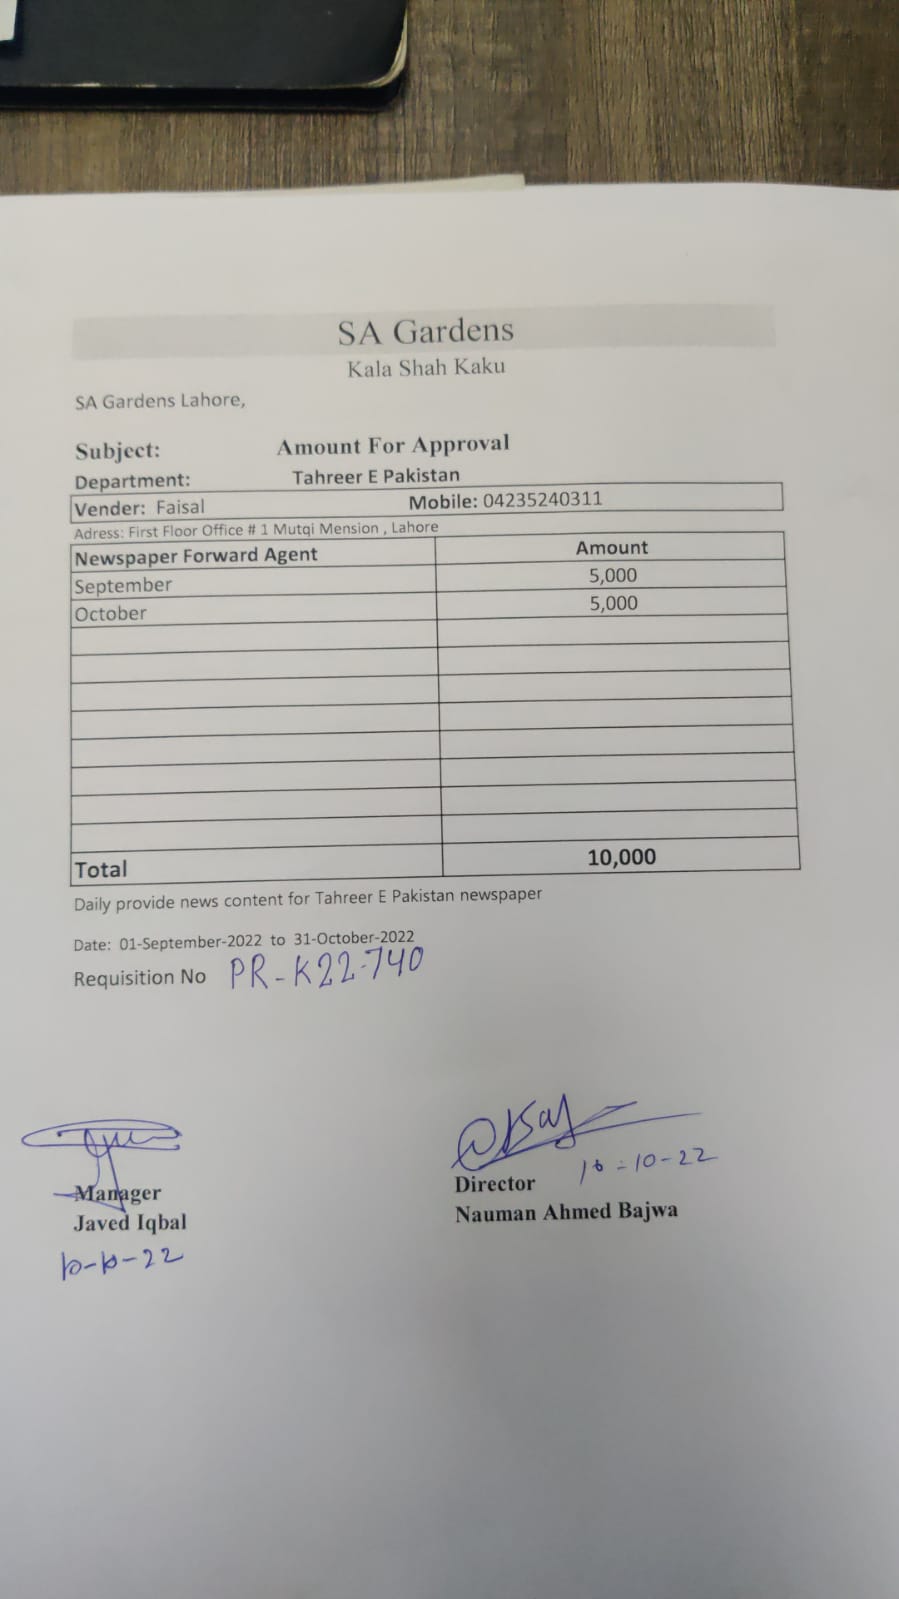 SA Gardens
Kala Shah Kaku
SA Gardens Lahore,
Subject: Amount For Approval
Department: Tahreer E Pakistan
Vender: Faisal Mobile: 04235240311
Adress: First Floor Office # 1 Mutqi Mension , Lahore
Newspaper Forward Agent Amount
September 5,000
October 5,000
Total 10,000
Daily provide news content for Tahreer E Pakistan newspaper
Date: 01-September-2022 to 31-October-2022
Requisition No PR-K22-740
10-10-22
Manager Director
Javed Iqbal Nauman Ahmed Bajwa
10-10-22